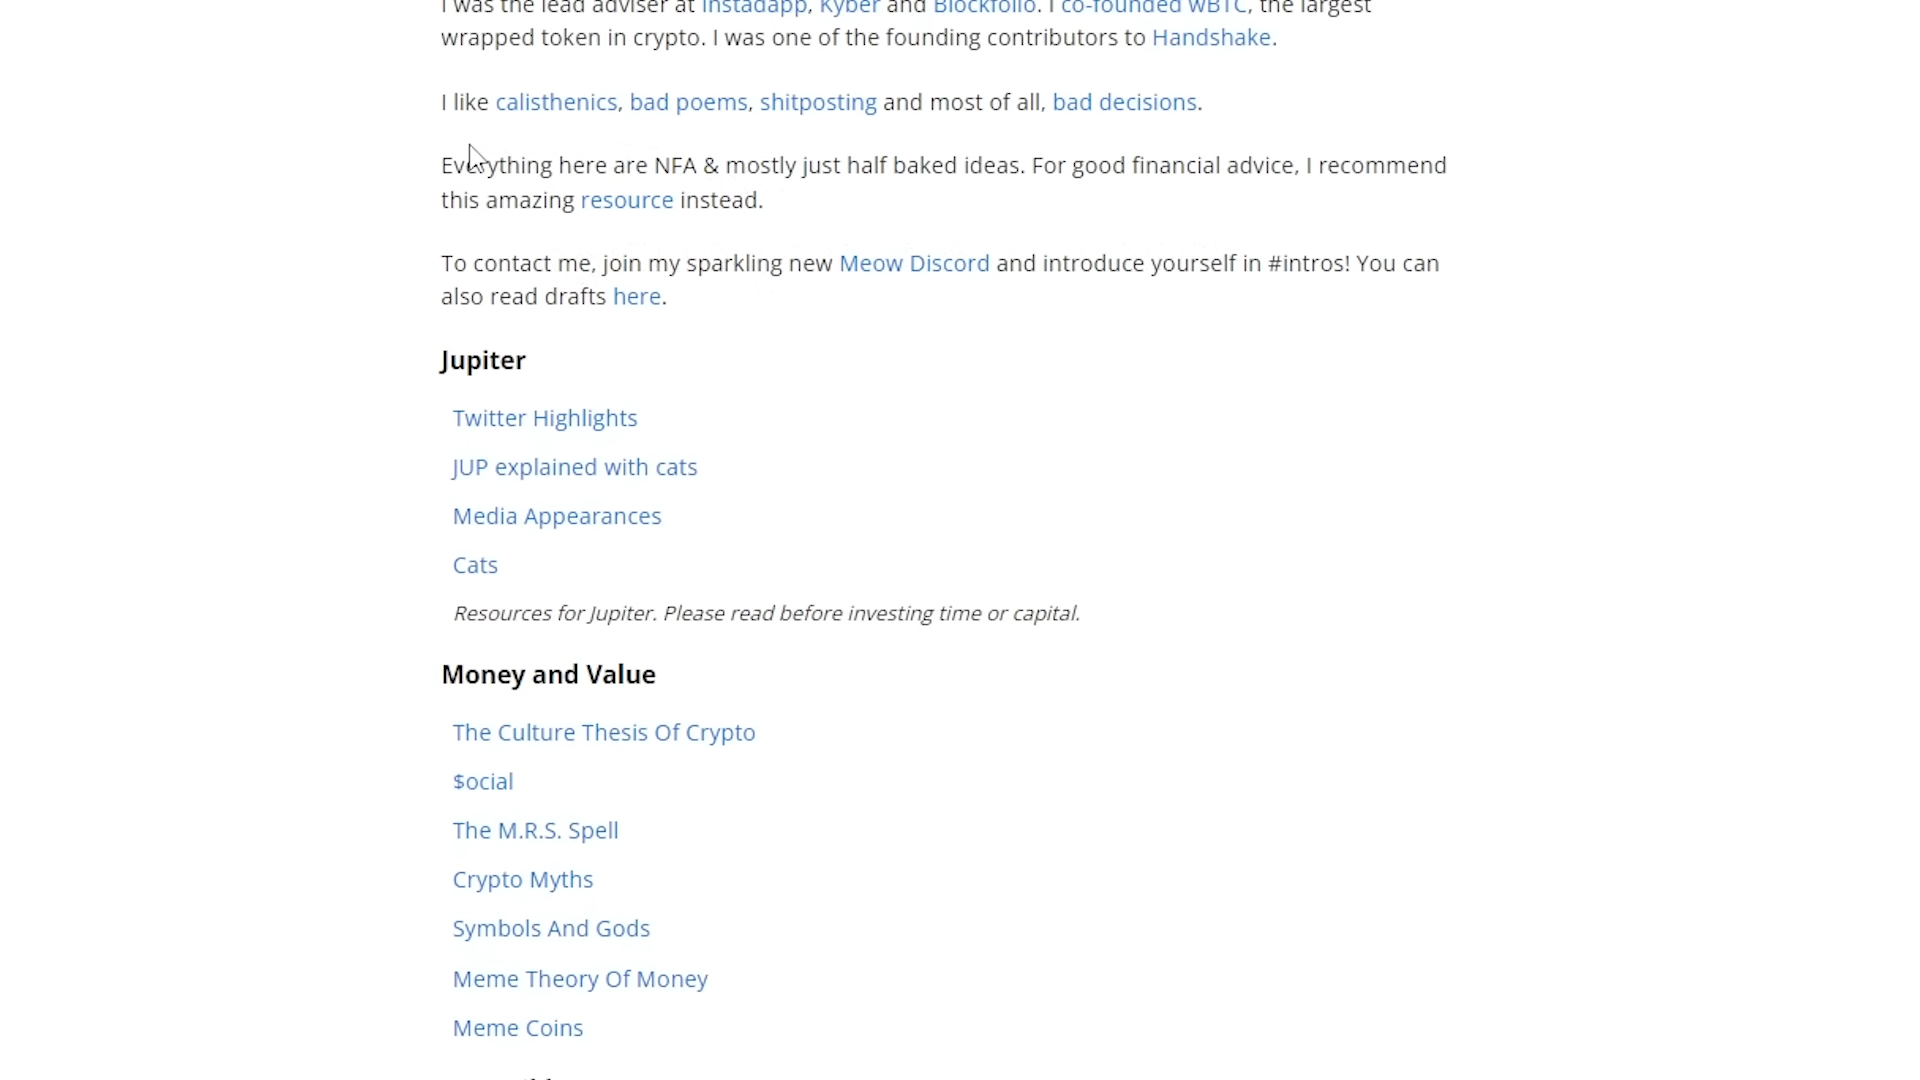 I was the lead adviser at Instadapp, Kyber and Blockfolio. I co-founded wBTC, the largest
wrapped token in crypto. I was one of the founding contributors to Handshake.
I like calisthenics, bad poems, shitposting and most of all, bad decisions.
Everything here are NFA & mostly just half baked ideas. For good financial advice, I recommend
this amazing resource instead.
To contact me, join my sparkling new Meow Discord and introduce yourself in #intros! You can
also read drafts here.
Jupiter
Twitter Highlights
JUP explained with cats
Media Appearances
Cats
Resources for Jupiter. Please read before investing time or capital.
Money and Value
The Culture Thesis Of Crypto
$ocial
The M.R.S. Spell
Crypto Myths
Symbols And Gods
Meme Theory Of Money
Meme Coins